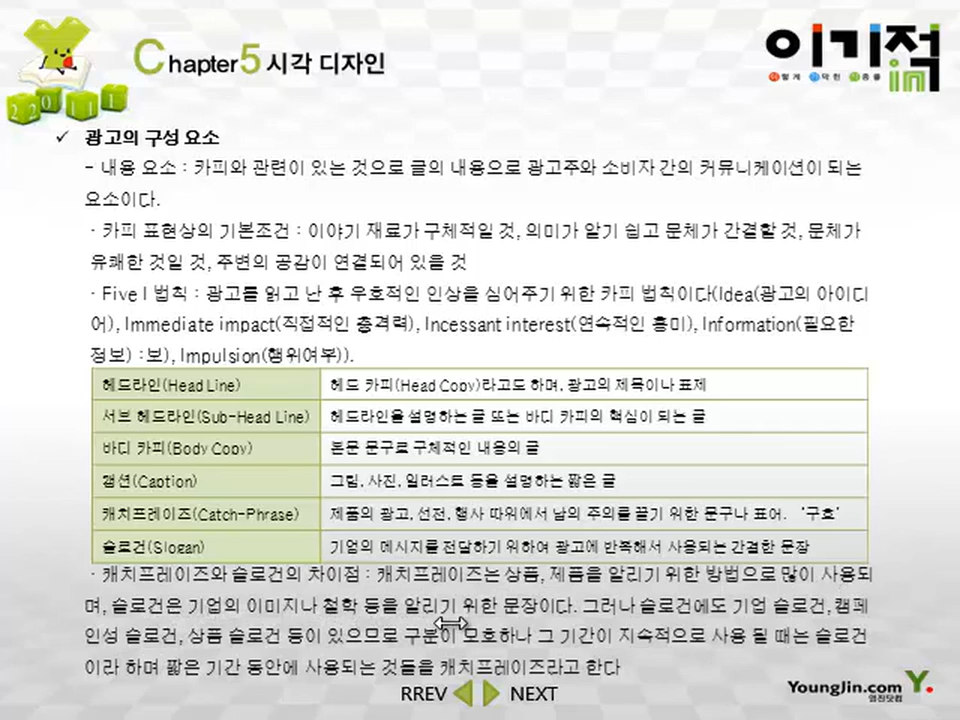 2 2 0 1 1 1
Chapter5 시각 디자인
이기적in
✓ 광고의 구성 요소
- 내용 요소 : 카피와 관련이 있는 것으로 글의 내용으로 광고주와 소비자 간의 커뮤니케이션이 되는
요소이다.
· 카피 표현상의 기본조건 : 이야기 재료가 구체적일 것, 의미가 알기 쉽고 문체가 간결할 것, 문체가
유쾌한 것일 것, 주변의 공감이 연결되어 있을 것
· Five I 법칙 : 광고를 읽고 난 후 우호적인 인상을 심어주기 위한 카피 법칙이다(Idea(광고의 아이디
어), Immediate impact(직접적인 충격력), Incessant interest(연속적인 흥미), Information(필요한
정보) :보), Impulsion(행위여부)).
헤드라인(Head Line) 헤드 카피(Head Copy)라고도 하며, 광고의 제목이나 표제
서브 헤드라인(Sub-Head Line) 헤드라인을 설명하는 글 또는 바디 카피의 핵심이 되는 글
바디 카피(Body Copy) 본문 문구로 구체적인 내용의 글
캡션(Caption) 그림, 사진, 일러스트 등을 설명하는 짧은 글
캐치프레이즈(Catch-Phrase) 제품의 광고, 선전, 행사 따위에서 남의 주의를 끌기 위한 문구나 표어. ‘구호’
슬로건(Slogan) 기업의 메시지를 전달하기 위하여 광고에 반복해서 사용되는 간결한 문장
· 캐치프레이즈와 슬로건의 차이점 : 캐치프레이즈는 상품, 제품을 알리기 위한 방법으로 많이 사용되
며, 슬로건은 기업의 이미지나 철학 등을 알리기 위한 문장이다. 그러나 슬로건에도 기업 슬로건, 캠페
인성 슬로건, 상품 슬로건 등이 있으므로 구분이 모호하나 그 기간이 지속적으로 사용 될 때는 슬로건
이라 하며 짧은 기간 동안에 사용되는 것들을 캐치프레이즈라고 한다
RREV NEXT
YoungJin.com Y.
영진닷컴